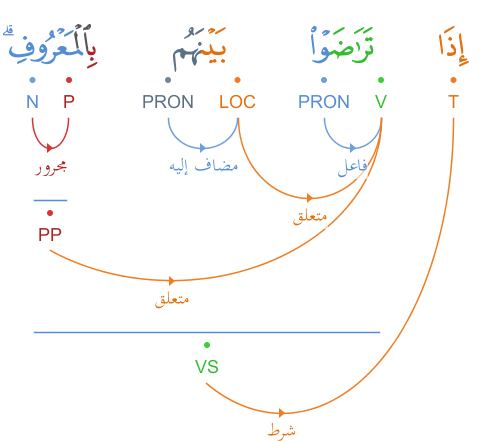 إِذَا تَرَٰضَوْا۟ بَيْنَهُم بِٱلْمَعْرُوفِ ۗ
T V PRON LOC PRON P N
فاعل مضاف إليه مجرور
متعلق
PP
متعلق
VS
شرط